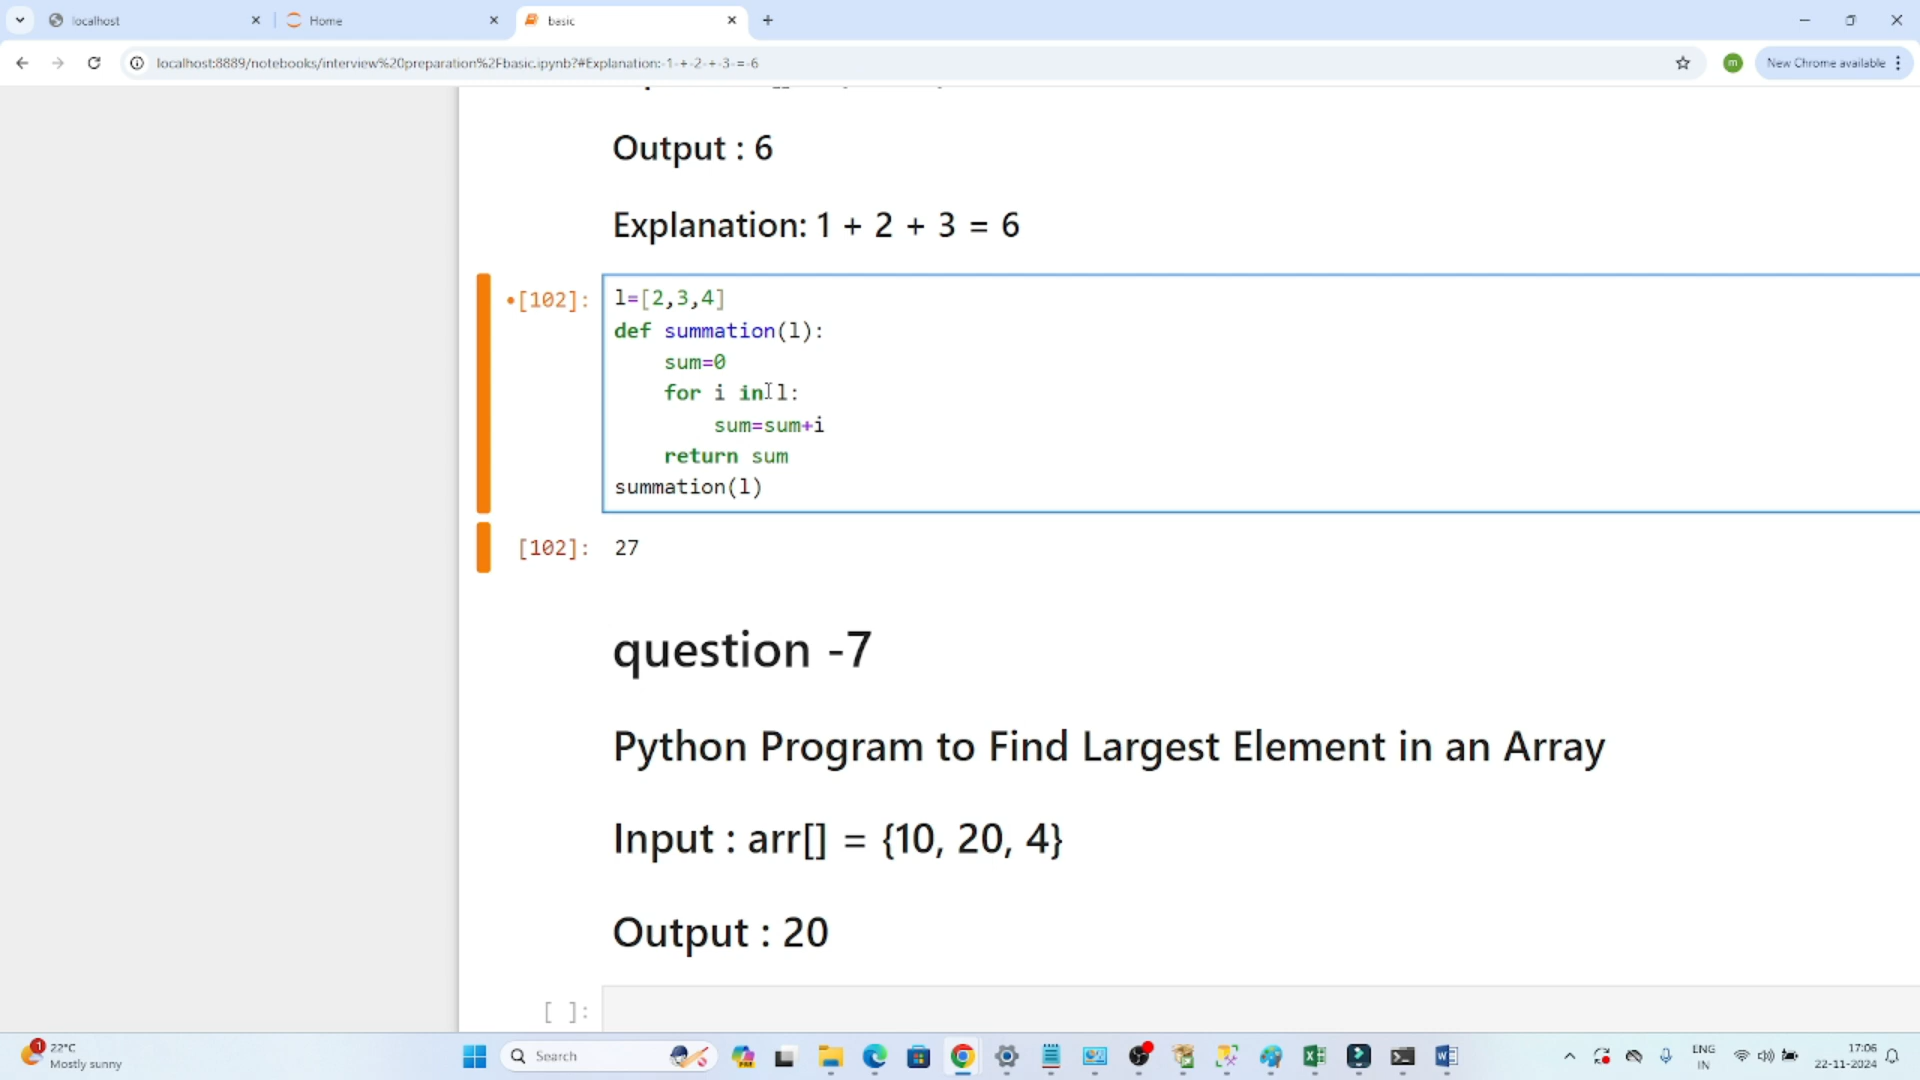 localhost
Home
basic
localhost:8889/notebooks/interview%20preparation%2Fbasic.ipynb?#Explanation:-1-+-2-+-3-=-6
m
New Chrome available
Output : 6
Explanation: 1 + 2 + 3 = 6
•[102]:
l=[2,3,4]
def summation(l):
sum=0
for i in l:
sum=sum+i
return sum
summation(l)
[102]: 27
question -7
Python Program to Find Largest Element in an Array
Input : arr[] = {10, 20, 4}
Output : 20
[ ]:
1
22°C
Mostly sunny
Search
ENG
IN
17:06
22-11-2024